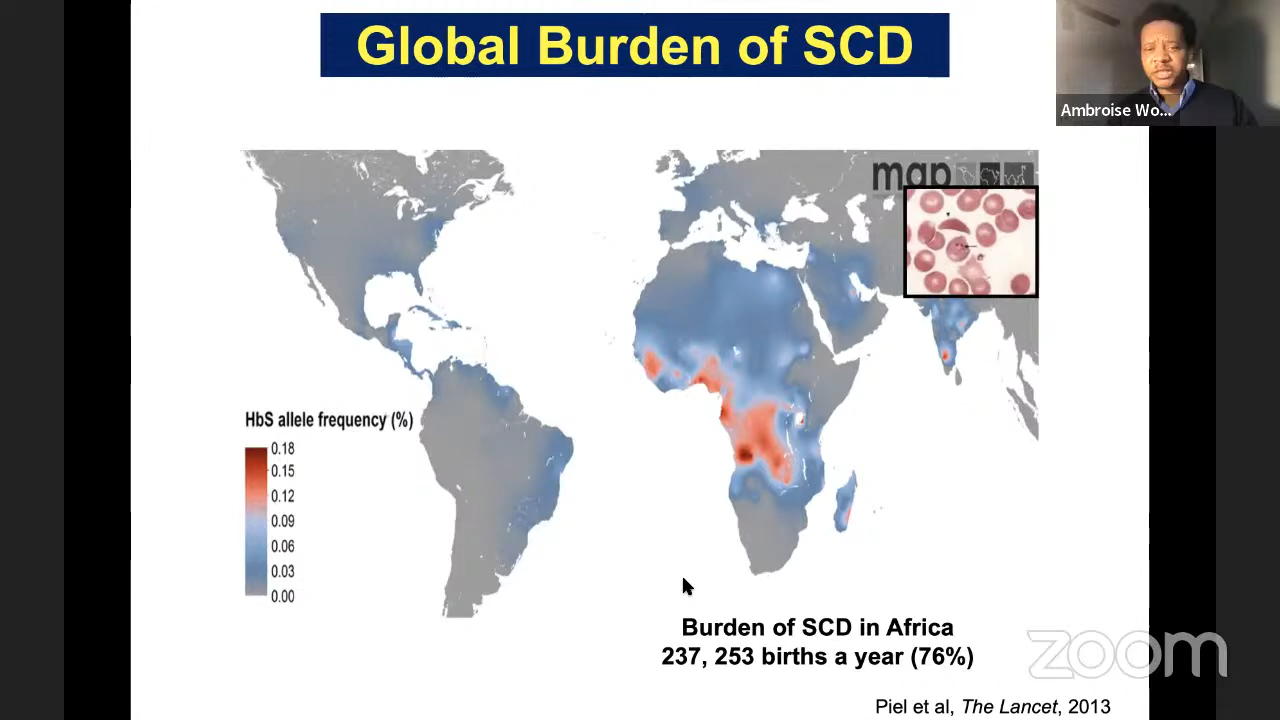 Global Burden of SCD
Ambroise Wo...
map
HbS allele frequency (%)
0.18
0.15
0.12
0.09
0.06
0.03
0.00
Burden of SCD in Africa
237, 253 births a year (76%)
zoom
Piel et al, The Lancet, 2013